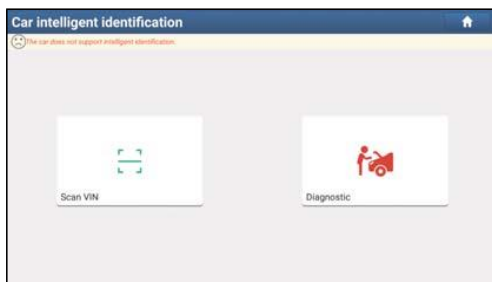 Car intelligent identification
The car does not support intelligent identification.
Scan VIN
Diagnostic